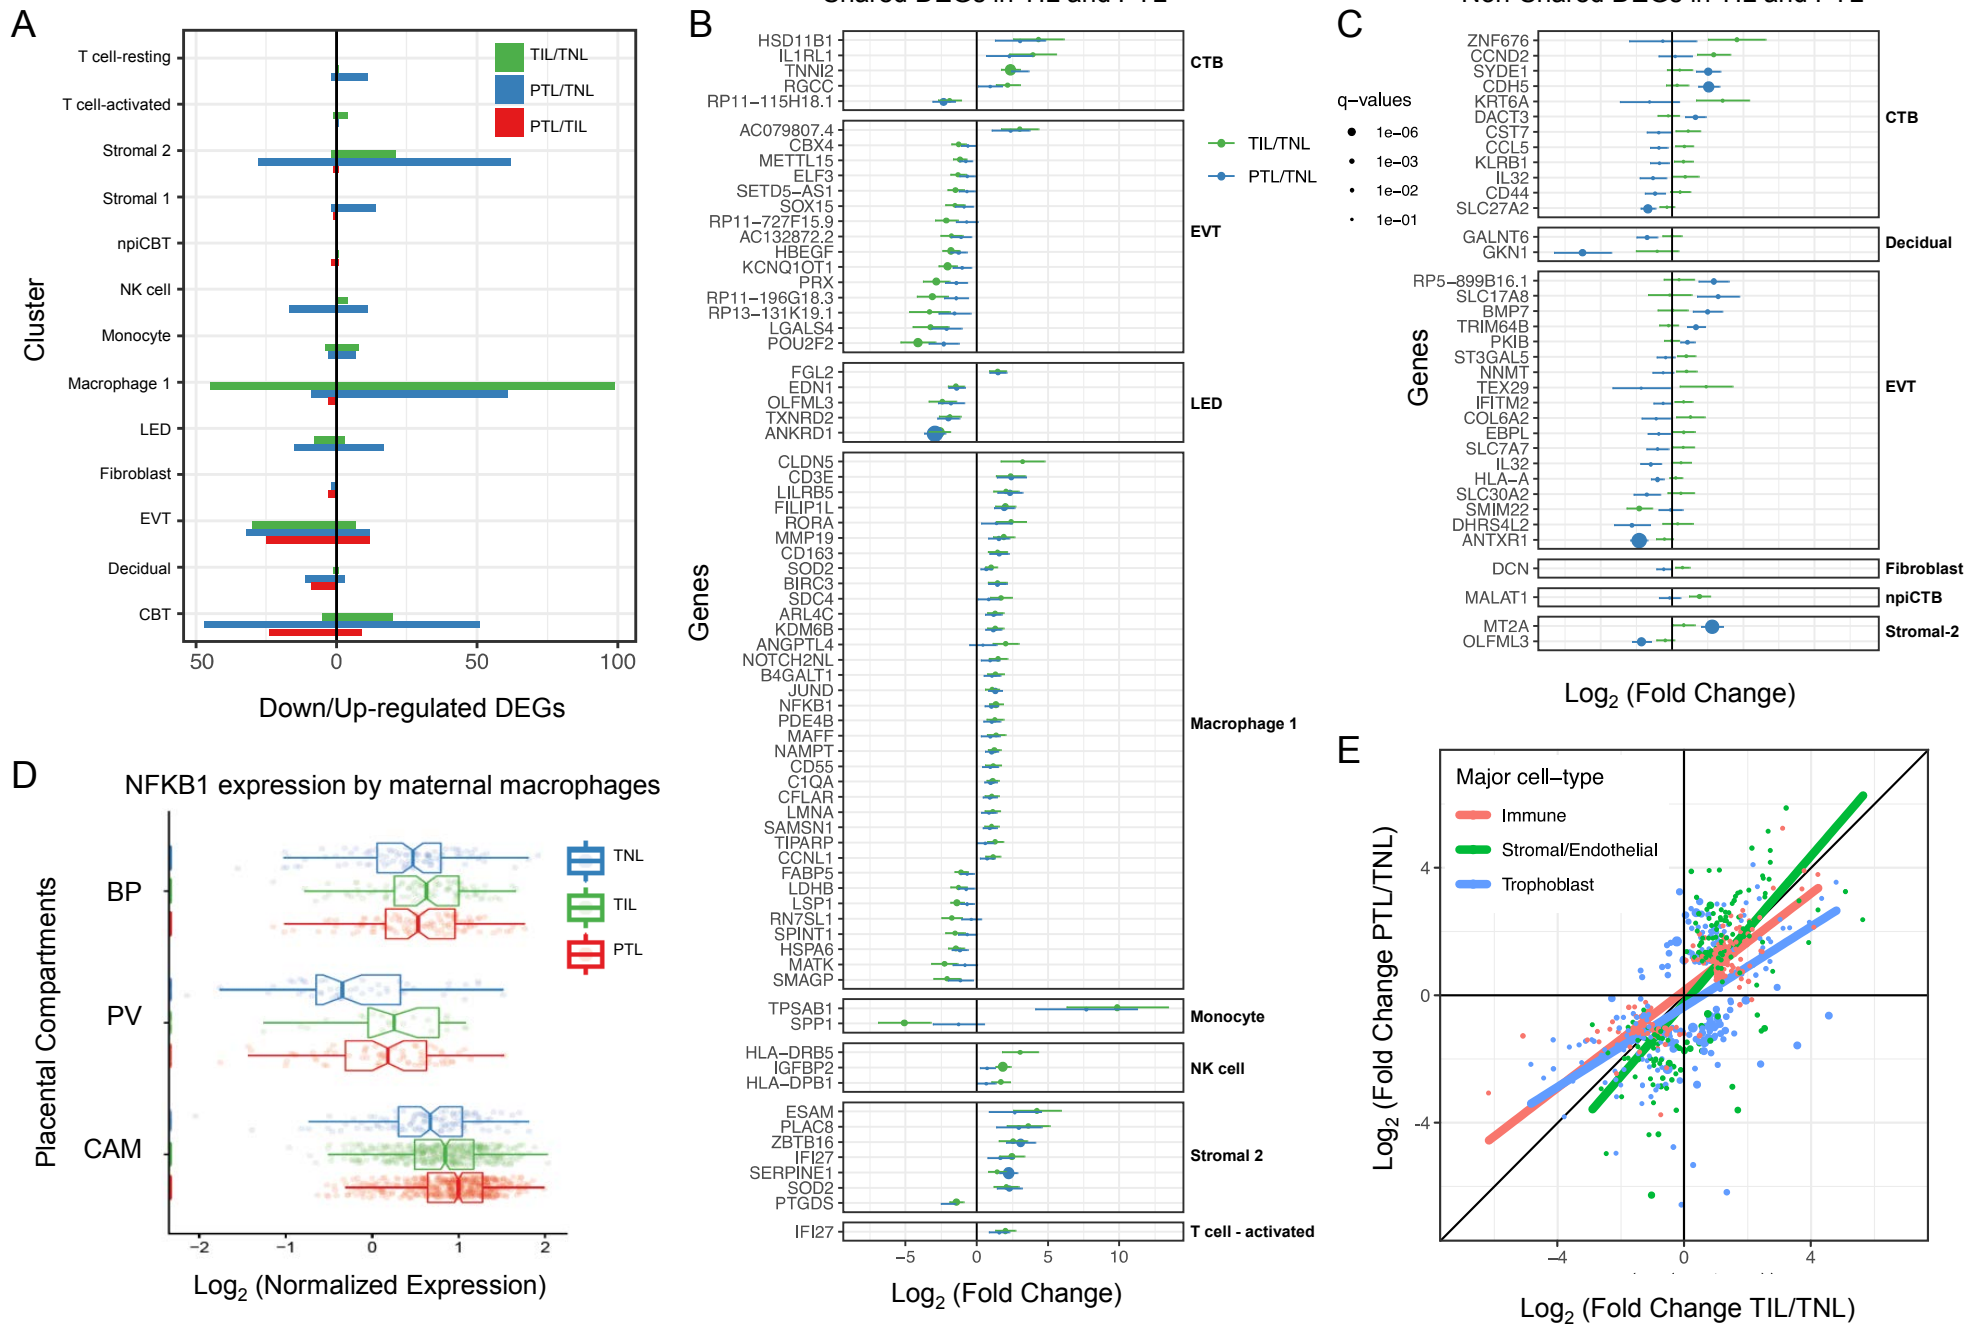 A
T cell-resting
T cell-activated
Stromal 2
Stromal 1
npiCBT
NK cell
Monocyte
Macrophage 1
LED
Fibroblast
EVT
Decidual
CBT
Cluster
TIL/TNL
PTL/TNL
PTL/TIL
50 0 50 100
Down/Up-regulated DEGs
B
HSD11B1
IL1RL1
TNNI2
RGCC
RP11-115H18.1
CTB
AC079807.4
CBX4
METTL15
ELF3
SETD5-AS1
SOX15
RP11-727F15.9
AC132872.2
HBEGF
KCNQ1OT1
PRX
RP11-196G18.3
RP13-131K19.1
LGALS4
POU2F2
EVT
FGL2
EDN1
OLFML3
TXNRD2
ANKRD1
LED
CLDN5
CD3E
LILRB5
FILIP1L
RORA
MMP19
CD163
SOD2
BIRC3
SDC4
ARL4C
KDM6B
ANGPTL4
NOTCH2NL
B4GALT1
JUND
NFKB1
PDE4B
MAFF
NAMPT
CD55
C1QA
CFLAR
LMNA
SAMSN1
TIPARP
CCNL1
FABP5
LDHB
LSP1
RN7SL1
SPINT1
HSPA6
MATK
SMAGP
Macrophage 1
TPSAB1
SPP1
Monocyte
HLA-DRB5
IGFBP2
HLA-DPB1
NK cell
ESAM
PLAC8
ZBTB16
IFI27
SERPINE1
SOD2
PTGDS
Stromal 2
IFI27
T cell - activated
Genes
−5 0 5 10
Log2 (Fold Change)
TIL/TNL
PTL/TNL
C
q-values
1e-06
1e-03
1e-02
1e-01
ZNF676
CCND2
SYDE1
CDH5
KRT6A
DACT3
CST7
CCL5
KLRB1
IL32
CD44
SLC27A2
CTB
GALNT6
GKN1
Decidual
RP5-899B16.1
SLC17A8
BMP7
TRIM64B
PKIB
ST3GAL5
NNMT
TEX29
IFITM2
COL6A2
EBPL
SLC7A7
IL32
HLA-A
SLC30A2
SMIM22
DHRS4L2
ANTXR1
EVT
DCN
Fibroblast
MALAT1
npiCTB
MT2A
OLFML3
Stromal-2
Genes
Log2 (Fold Change)
D
NFKB1 expression by maternal macrophages
BP
PV
CAM
Placental Compartments
TNL
TIL
PTL
−2 −1 0 1 2
Log2 (Normalized Expression)
E
Major cell-type
Immune
Stromal/Endothelial
Trophoblast
4
0
-4
Log2 (Fold Change PTL/TNL)
−4 0 4
Log2 (Fold Change TIL/TNL)